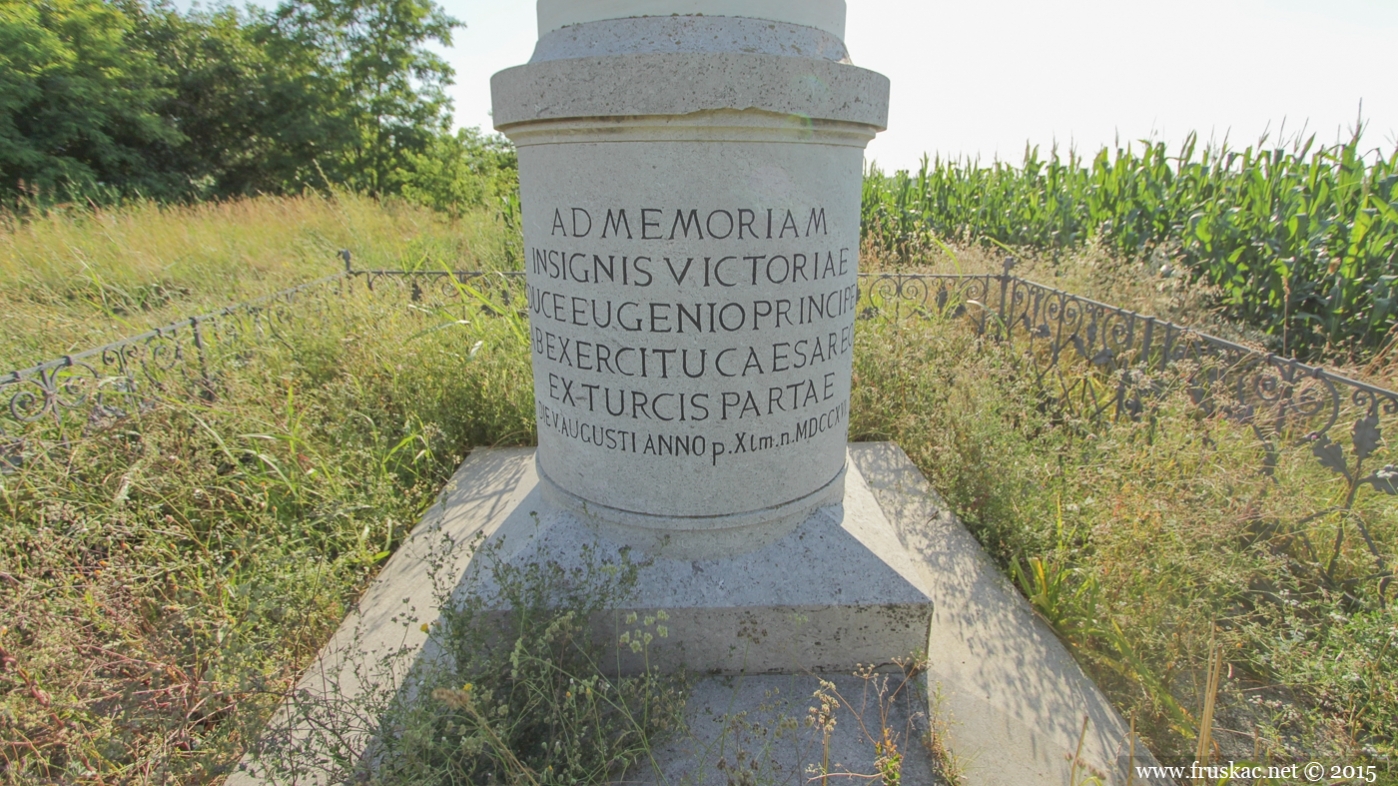 AD MEMORIAM
INSIGNIS VICTORIAE
DUCE EUGENIO PRINCIPE
AB EXERCITU CAESAREO
EX-TURCIS PARTAE
DIE V. AUGUSTI ANNO p. Xtm. n. MDCCXVI
www.fruskac.net © 2015